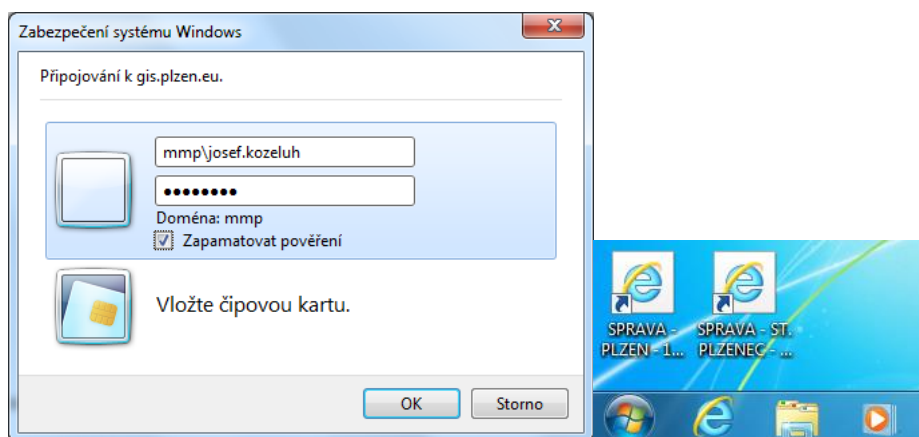 Zabezpečení systému Windows
Připojování k gis.plzen.eu.
mmp\josef.kozeluh
●●●●●●●●
Doména: mmp
Zapamatovat pověření
Vložte čipovou kartu.
OK
Storno
SPRAVA -
PLZEN - 1...
SPRAVA - ST.
PLZENEC - ...